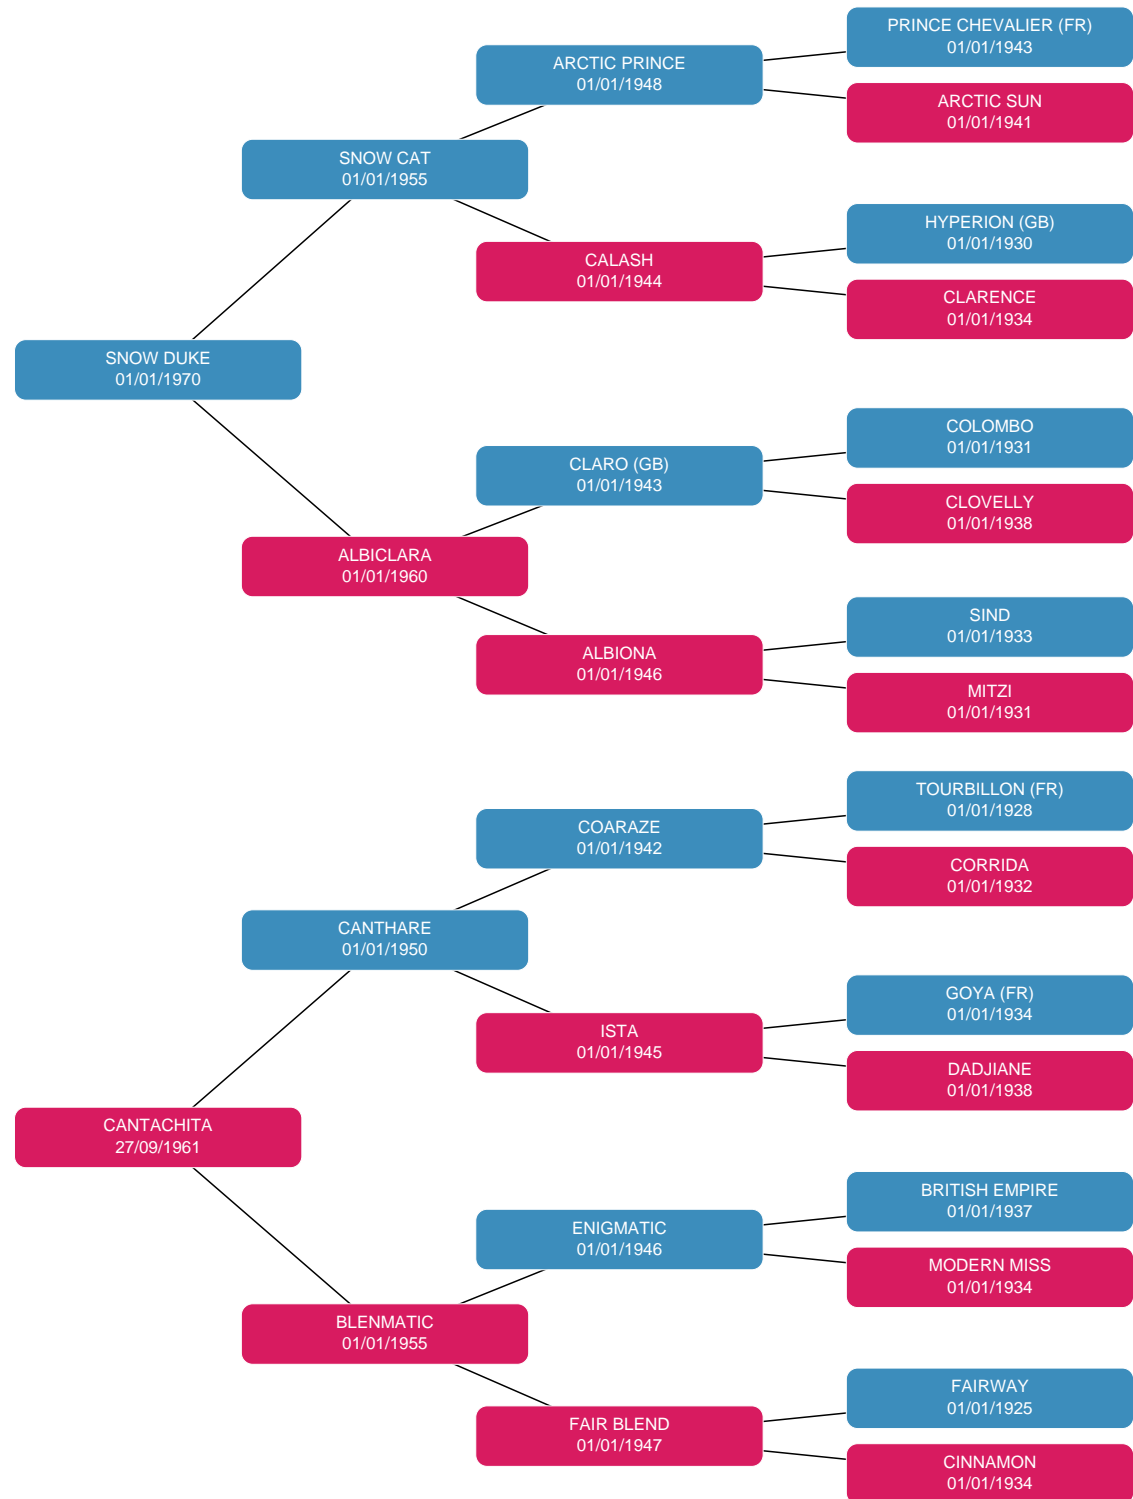 PRINCE CHEVALIER (FR)
01/01/1943
ARCTIC PRINCE
01/01/1948
ARCTIC SUN
01/01/1941
SNOW CAT
01/01/1955
HYPERION (GB)
01/01/1930
CALASH
01/01/1944
CLARENCE
01/01/1934
SNOW DUKE
01/01/1970
COLOMBO
01/01/1931
CLARO (GB)
01/01/1943
CLOVELLY
01/01/1938
ALBICLARA
01/01/1960
SIND
01/01/1933
ALBIONA
01/01/1946
MITZI
01/01/1931
TOURBILLON (FR)
01/01/1928
COARAZE
01/01/1942
CORRIDA
01/01/1932
CANTHARE
01/01/1950
GOYA (FR)
01/01/1934
ISTA
01/01/1945
DADJIANE
01/01/1938
CANTACHITA
27/09/1961
BRITISH EMPIRE
01/01/1937
ENIGMATIC
01/01/1946
MODERN MISS
01/01/1934
BLENMATIC
01/01/1955
FAIRWAY
01/01/1925
FAIR BLEND
01/01/1947
CINNAMON
01/01/1934